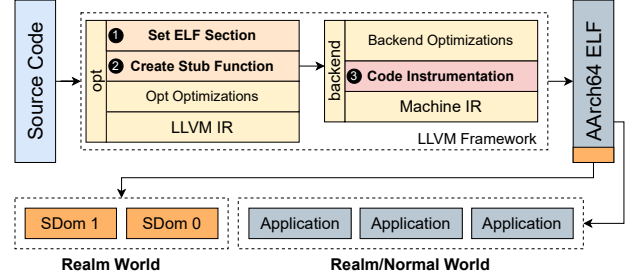 Source Code
opt
1 Set ELF Section
2 Create Stub Function
Opt Optimizations
LLVM IR
backend
Backend Optimizations
3 Code Instrumentation
Machine IR
LLVM Framework
AArch64 ELF
SDom 1
SDom 0
Realm World
Application
Application
Application
Realm/Normal World